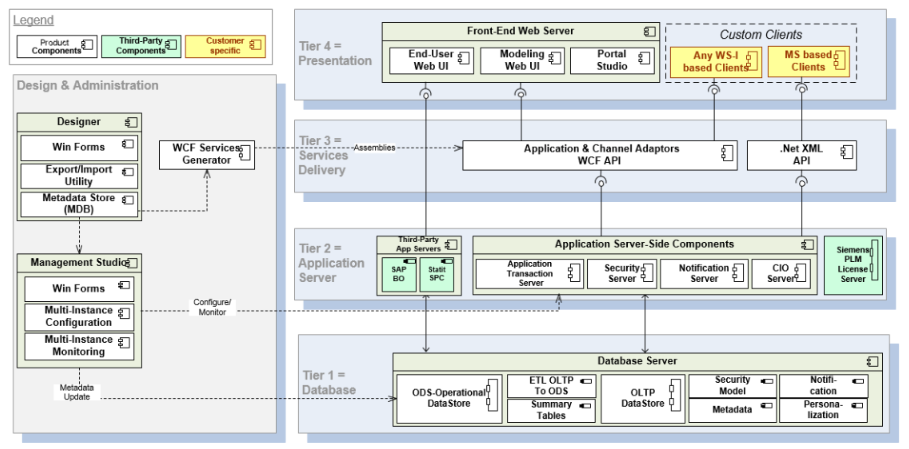 Legend
Product
Components
Third-Party
Components
Customer
specific
Tier 4 =
Presentation
Front-End Web Server
End-User
Web UI
Modeling
Web UI
Portal
Studio
Custom Clients
Any WS-I
based Clients
MS based
Clients
Design & Administration
Designer
Win Forms
Export/Import
Utility
Metadata Store
(MDB)
WCF Services
Generator
Assemblies
Tier 3 =
Services
Delivery
Application & Channel Adaptors
WCF API
.Net XML
API
Management Studio
Win Forms
Multi-Instance
Configuration
Multi-Instance
Monitoring
Configure/
Monitor
Metadata
Update
Tier 2 =
Application
Server
Third-Party
App Servers
SAP
BO
Statit
SPC
Application Server-Side Components
Application
Transaction
Server
Security
Server
Notification
Server
CIO
Server
Siemens
PLM
License
Server
Tier 1 =
Database
Database Server
ODS-Operational
DataStore
ETL OLTP
To ODS
Summary
Tables
OLTP
DataStore
Security
Model
Metadata
Notifi-
cation
Persona-
lization